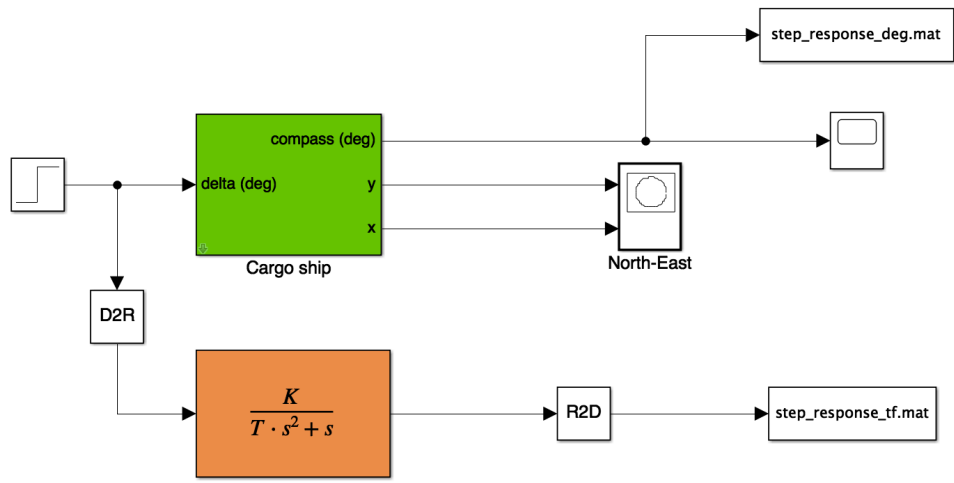 step_response_deg.mat
compass (deg)
delta (deg)
y
x
Cargo ship
North-East
D2R
K
T · s² + s
R2D
step_response_tf.mat